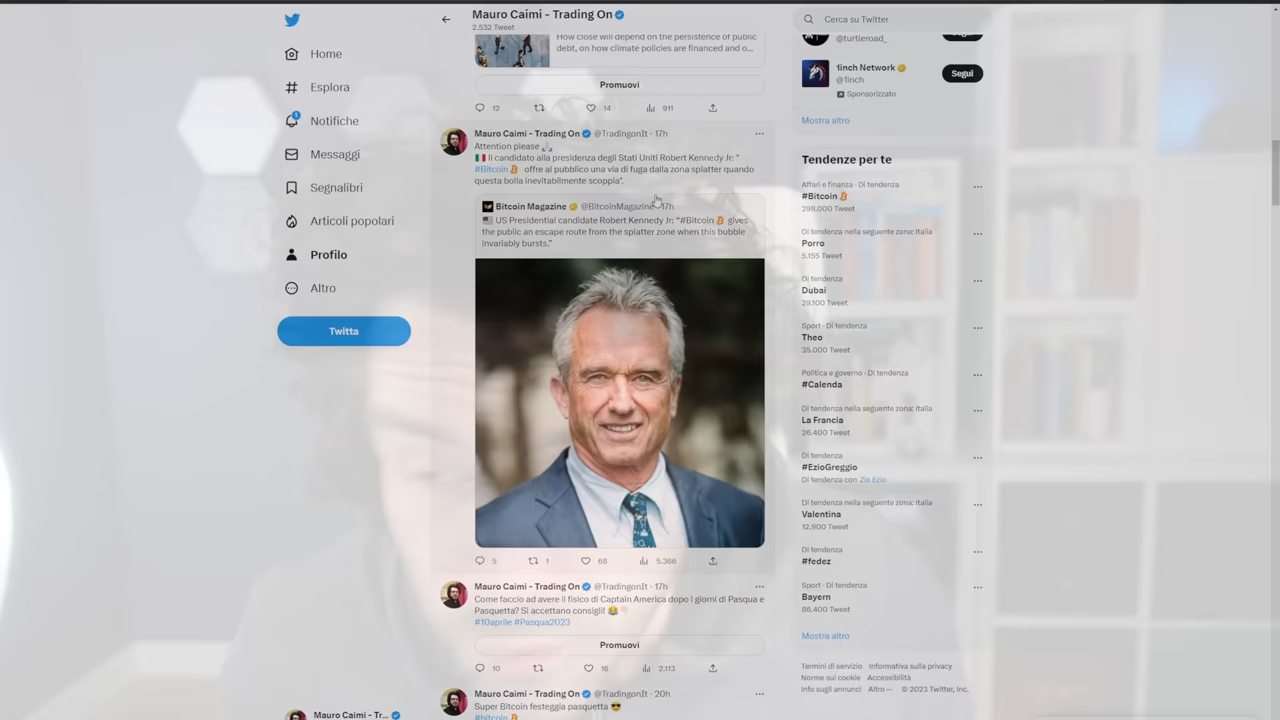 Mauro Caimi - Trading On
2.532 Tweet
Home
Esplora
1
Notifiche
Messaggi
Segnalibri
Articoli popolari
Profilo
Altro
Twitta
Mauro Caimi - Tr...
How close will depend on the persistence of public
debt, on how climate policies are financed and o...
Promuovi
12 14 911
Mauro Caimi - Trading On @TradingonIt · 17h
Attention please
Il candidato alla presidenza degli Stati Uniti Robert Kennedy Jr: "
#Bitcoin offre al pubblico una via di fuga dalla zona splatter quando
questa bolla inevitabilmente scoppia".
Bitcoin Magazine @BitcoinMagazine 17h
US Presidential candidate Robert Kennedy Jr: "#Bitcoin gives
the public an escape route from the splatter zone when this bubble
invariably bursts."
5 1 68 5.366
Mauro Caimi - Trading On @TradingonIt · 17h
Come faccio ad avere il fisico di Captain America dopo i giorni di Pasqua e
Pasquetta? Si accettano consigli!
#10aprile #Pasqua2023
Promuovi
10 16 2.113
Mauro Caimi - Trading On @TradingonIt · 20h
Super Bitcoin festeggia pasquetta
#bitcoin
Cerca su Twitter
@turtleroad_
Segui
1inch Network
@1inch
Segui
Sponsorizzato
Mostra altro
Tendenze per te
Affari e finanza · Di tendenza
#Bitcoin
298.000 Tweet
Di tendenza nella seguente zona: Italia
Porro
5.155 Tweet
Di tendenza
Dubai
29.100 Tweet
Sport · Di tendenza
Theo
35.000 Tweet
Politica e governo · Di tendenza
#Calenda
Di tendenza nella seguente zona: Italia
La Francia
26.400 Tweet
Di tendenza
#EzioGreggio
Di tendenza con Zio Ezio
Di tendenza nella seguente zona: Italia
Valentina
12.900 Tweet
Di tendenza
#fedez
Sport · Di tendenza
Bayern
86.400 Tweet
Mostra altro
Termini di servizio Informativa sulla privacy
Norme sui cookie Accessibilità
Info sugli annunci Altro ··· © 2023 Twitter, Inc.